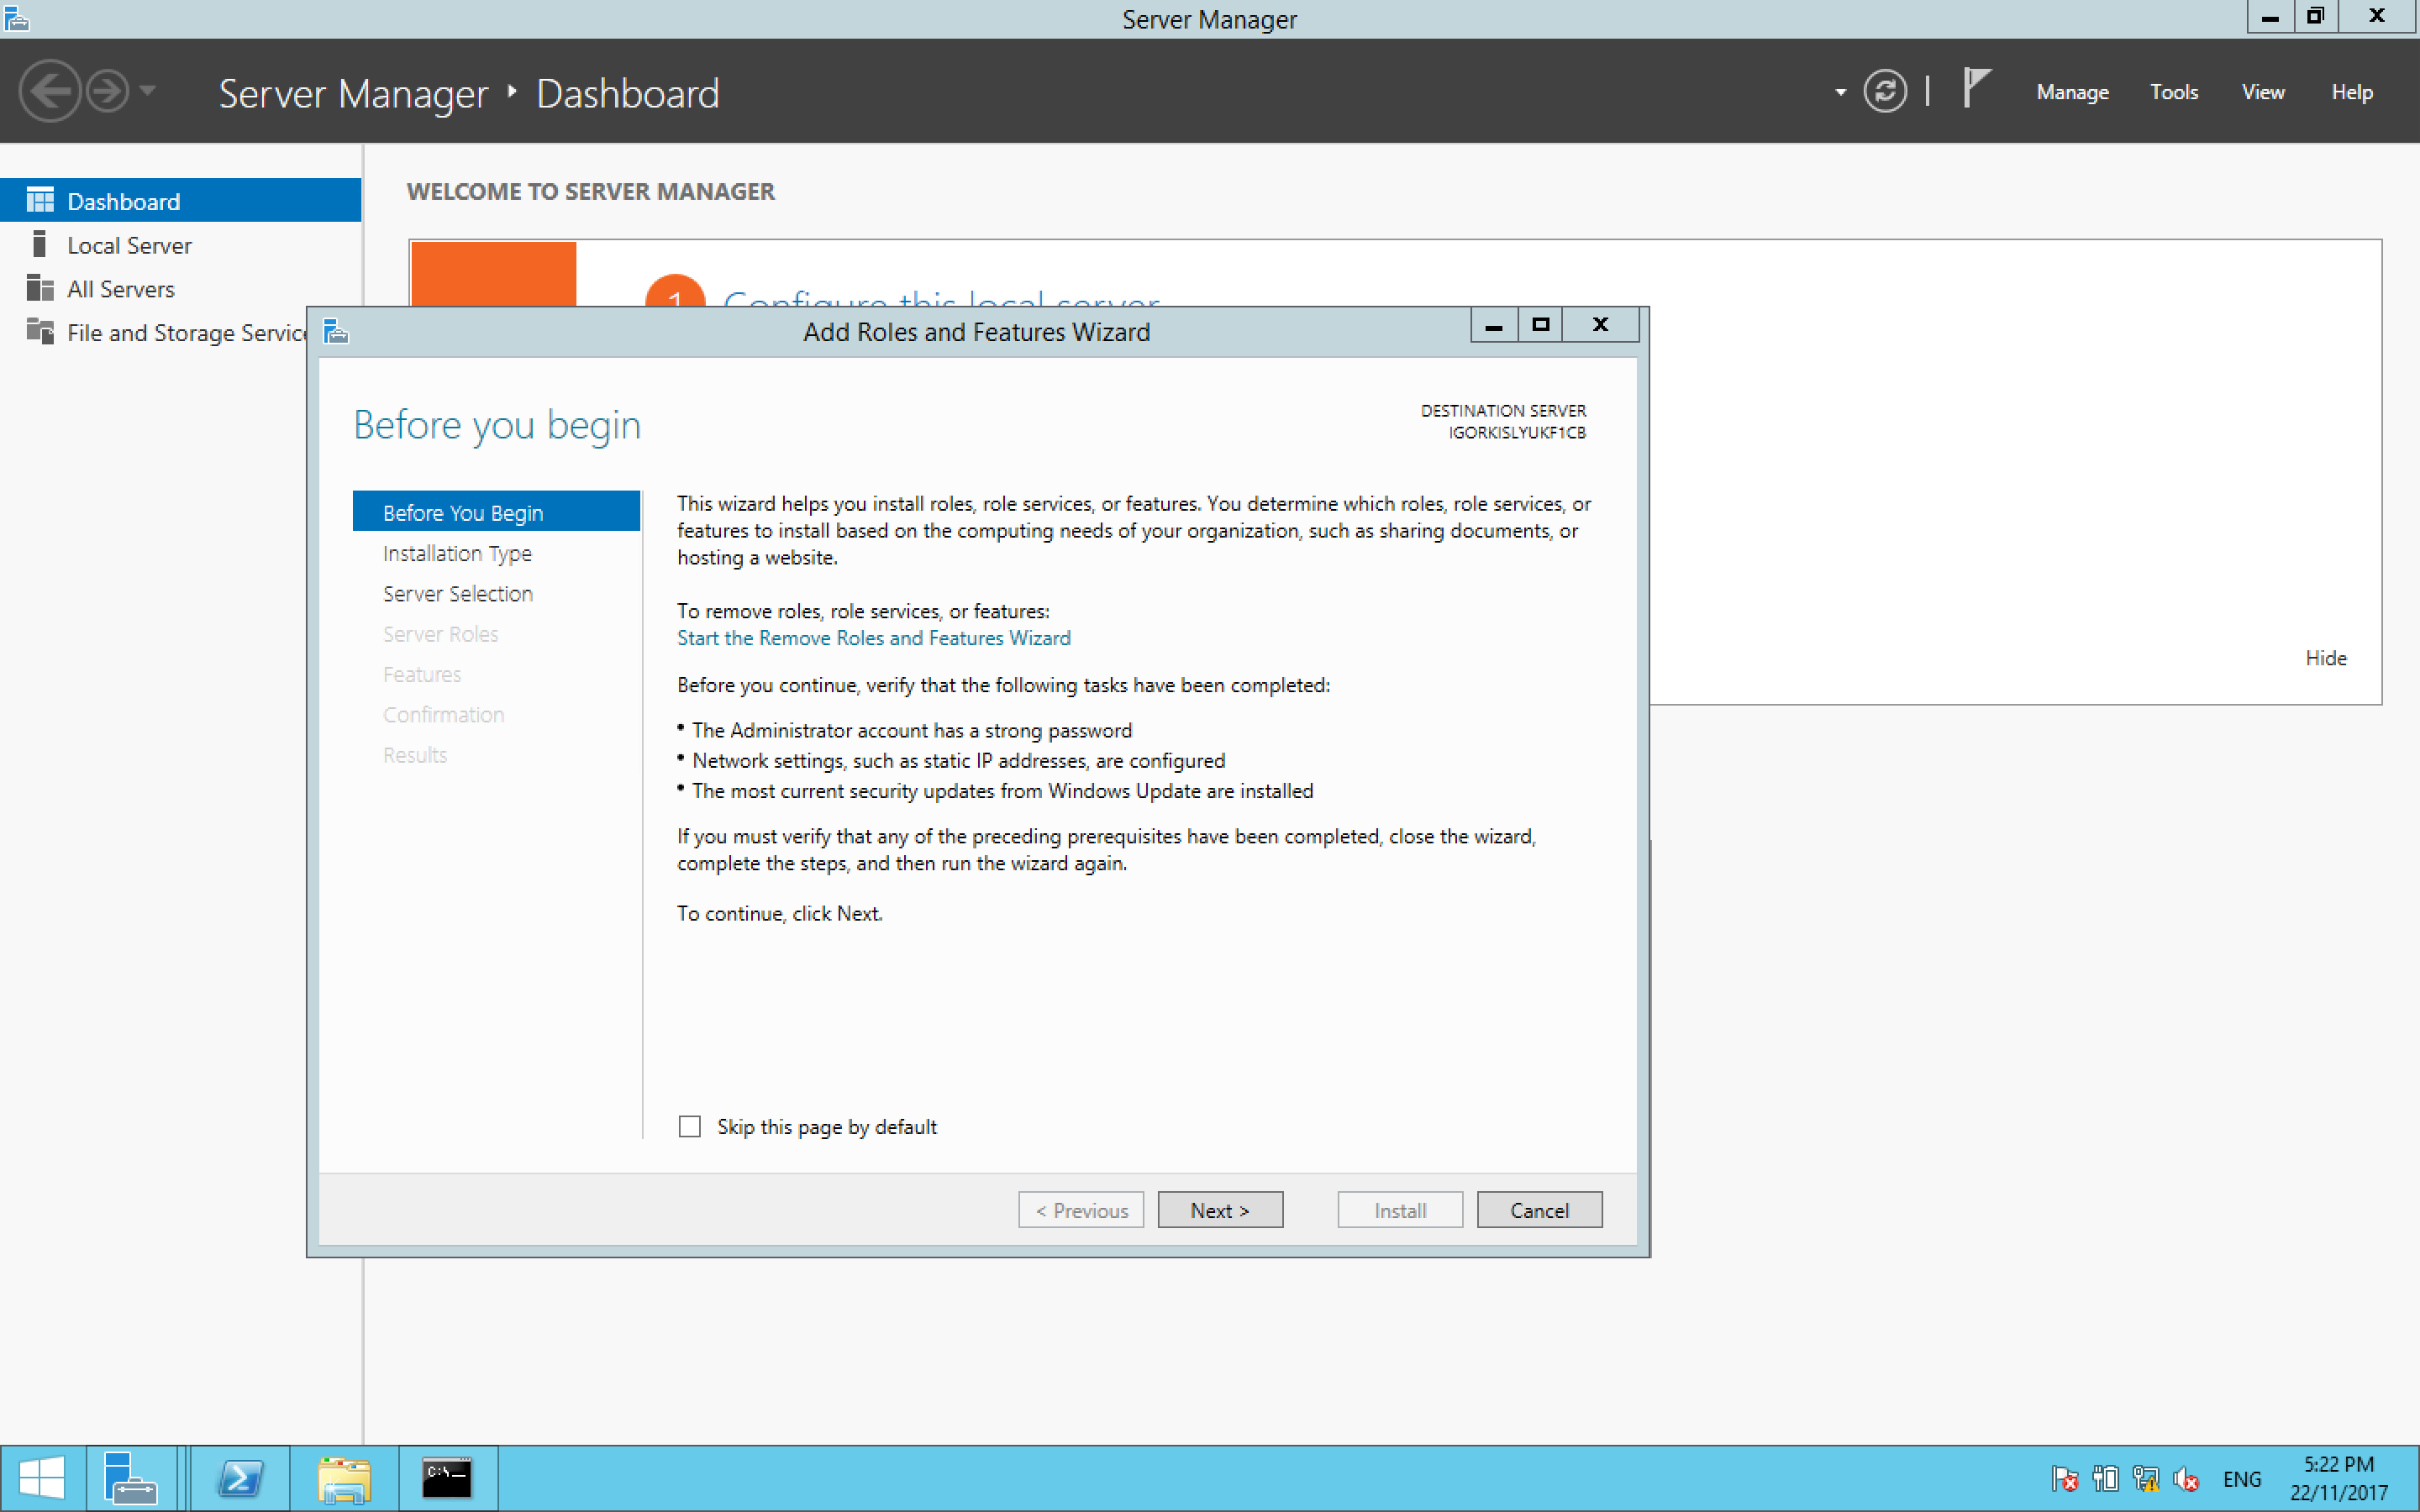 Server Manager
Server Manager Dashboard
Manage
Tools
View
Help
Dashboard
Local Server
All Servers
File and Storage Servic
WELCOME TO SERVER MANAGER
1 Configure this local server
Hide
Add Roles and Features Wizard
Before you begin
DESTINATION SERVER
IGORKISLYUKF1CB
Before You Begin
Installation Type
Server Selection
Server Roles
Features
Confirmation
Results
This wizard helps you install roles, role services, or features. You determine which roles, role services, or
features to install based on the computing needs of your organization, such as sharing documents, or
hosting a website.
To remove roles, role services, or features:
Start the Remove Roles and Features Wizard
Before you continue, verify that the following tasks have been completed:
• The Administrator account has a strong password
• Network settings, such as static IP addresses, are configured
• The most current security updates from Windows Update are installed
If you must verify that any of the preceding prerequisites have been completed, close the wizard,
complete the steps, and then run the wizard again.
To continue, click Next.
Skip this page by default
< Previous
Next >
Install
Cancel
C:\_
ENG
5:22 PM
22/11/2017